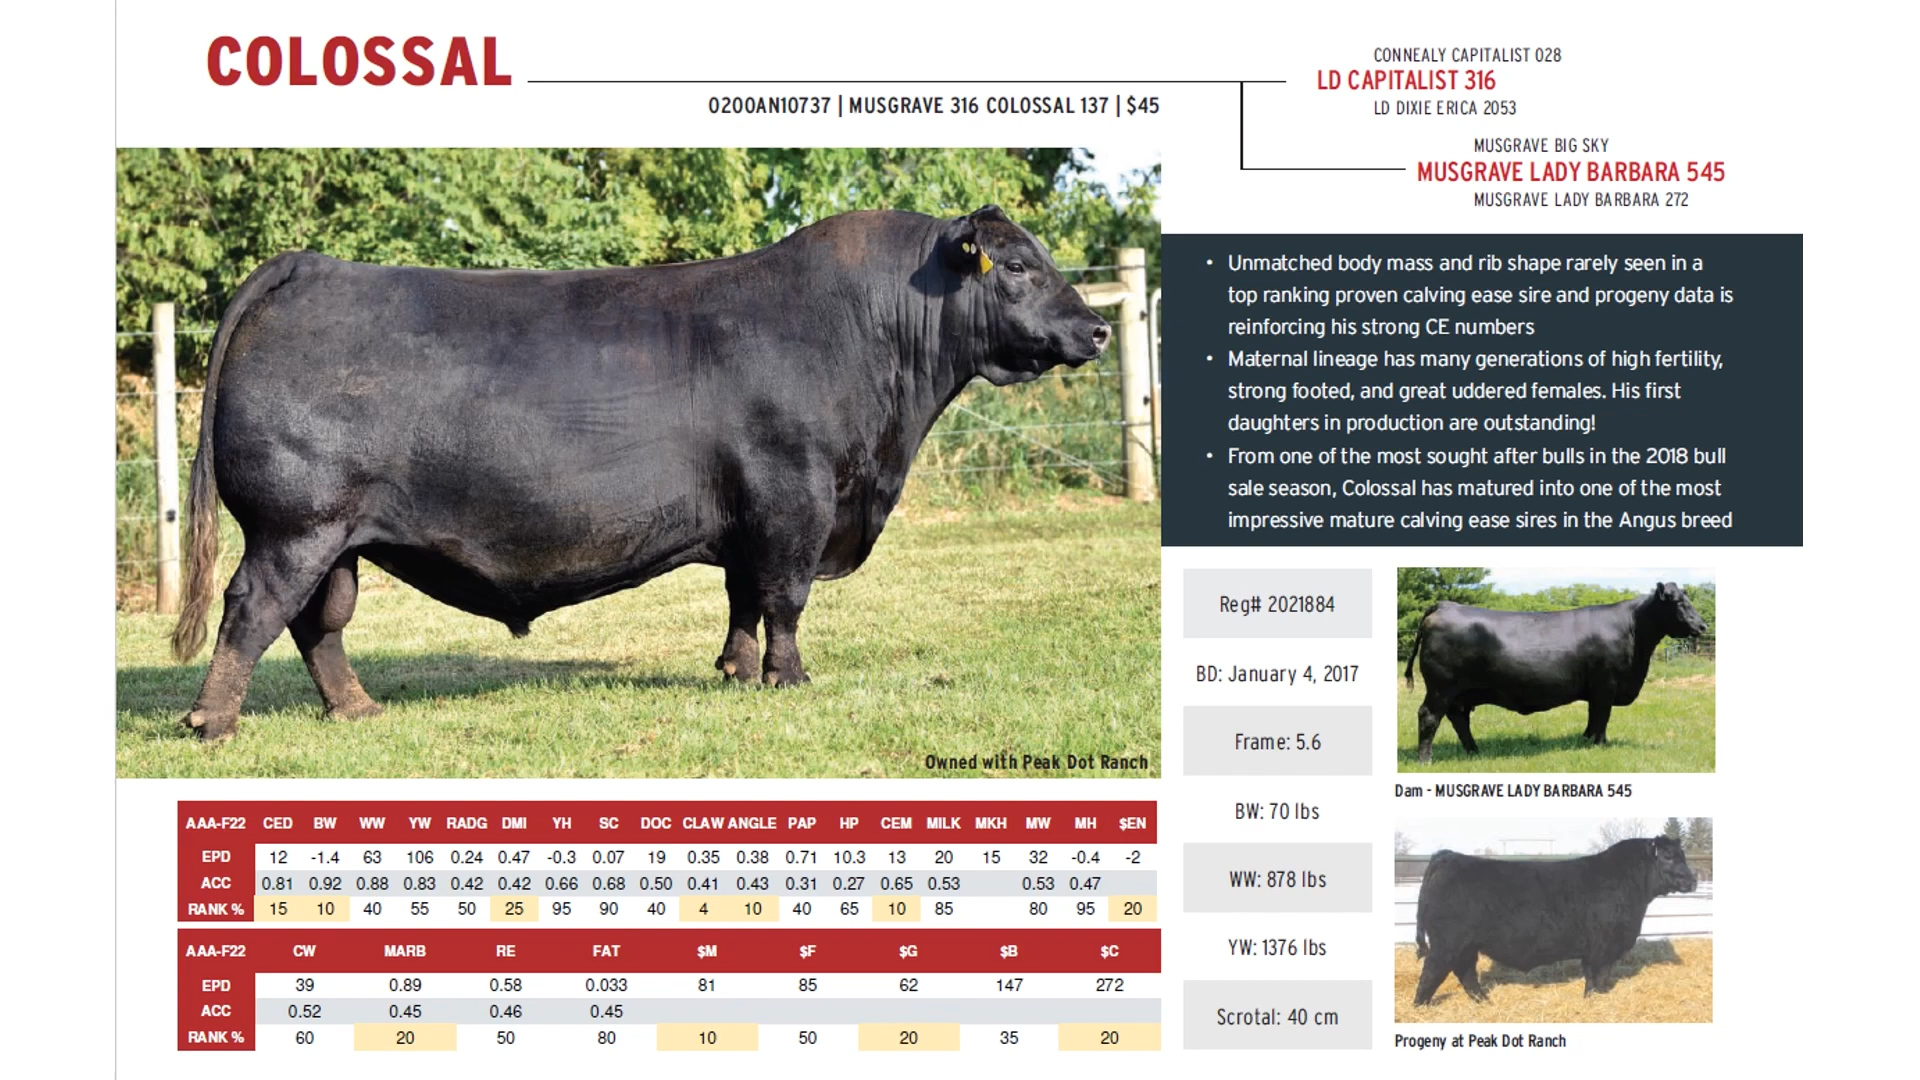 COLOSSAL
0200AN10737 | MUSGRAVE 316 COLOSSAL 137 | $45
CONNEALY CAPITALIST 028
LD CAPITALIST 316
LD DIXIE ERICA 2053
MUSGRAVE BIG SKY
MUSGRAVE LADY BARBARA 545
MUSGRAVE LADY BARBARA 272
• Unmatched body mass and rib shape rarely seen in a
top ranking proven calving ease sire and progeny data is
reinforcing his strong CE numbers
• Maternal lineage has many generations of high fertility,
strong footed, and great uddered females. His first
daughters in production are outstanding!
• From one of the most sought after bulls in the 2018 bull
sale season, Colossal has matured into one of the most
impressive mature calving ease sires in the Angus breed
Owned with Peak Dot Ranch
Reg# 2021884
BD: January 4, 2017
Frame: 5.6
BW: 70 lbs
WW: 878 lbs
YW: 1376 lbs
Scrotal: 40 cm
Dam - MUSGRAVE LADY BARBARA 545
Progeny at Peak Dot Ranch
AAA-F22 CED BW WW YW RADG DMI YH SC DOC CLAW ANGLE PAP HP CEM MILK MKH MW MH $EN
EPD 12 -1.4 63 106 0.24 0.47 -0.3 0.07 19 0.35 0.38 0.71 10.3 13 20 15 32 -0.4 -2
ACC 0.81 0.92 0.88 0.83 0.42 0.42 0.66 0.68 0.50 0.41 0.43 0.31 0.27 0.65 0.53 0.53 0.47
RANK % 15 10 40 55 50 25 95 90 40 4 10 40 65 10 85 80 95 20
AAA-F22 CW MARB RE FAT $M $F $G $B $C
EPD 39 0.89 0.58 0.033 81 85 62 147 272
ACC 0.52 0.45 0.46 0.45
RANK % 60 20 50 80 10 50 20 35 20